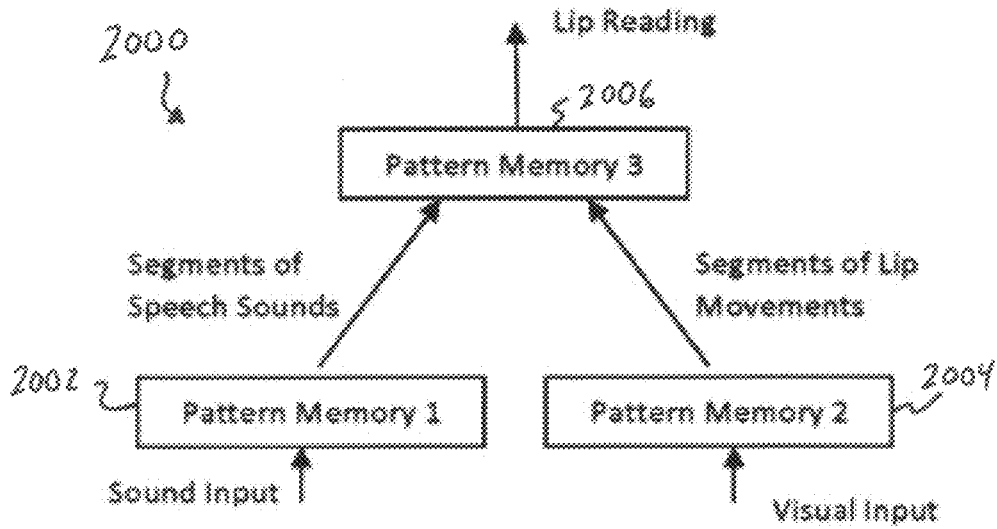 2000
Lip Reading
2006
Pattern Memory 3
Segments of
Speech Sounds
Segments of Lip
Movements
2002
Pattern Memory 1
Pattern Memory 2
2004
Sound Input
Visual Input